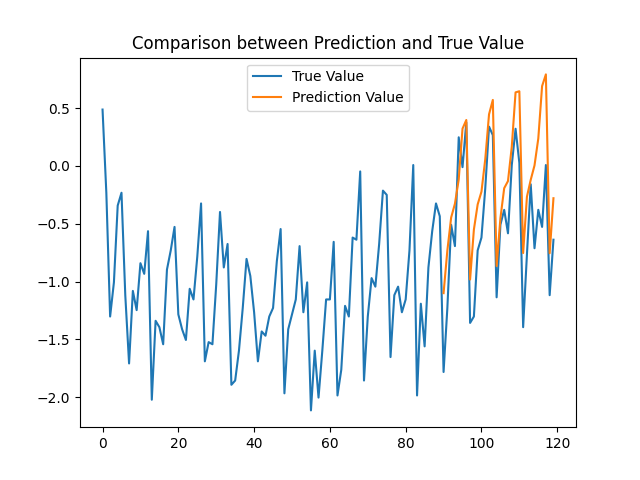 Comparison between Prediction and True Value
True Value
Prediction Value
0.5
0.0
−0.5
−1.0
−1.5
−2.0
0 20 40 60 80 100 120